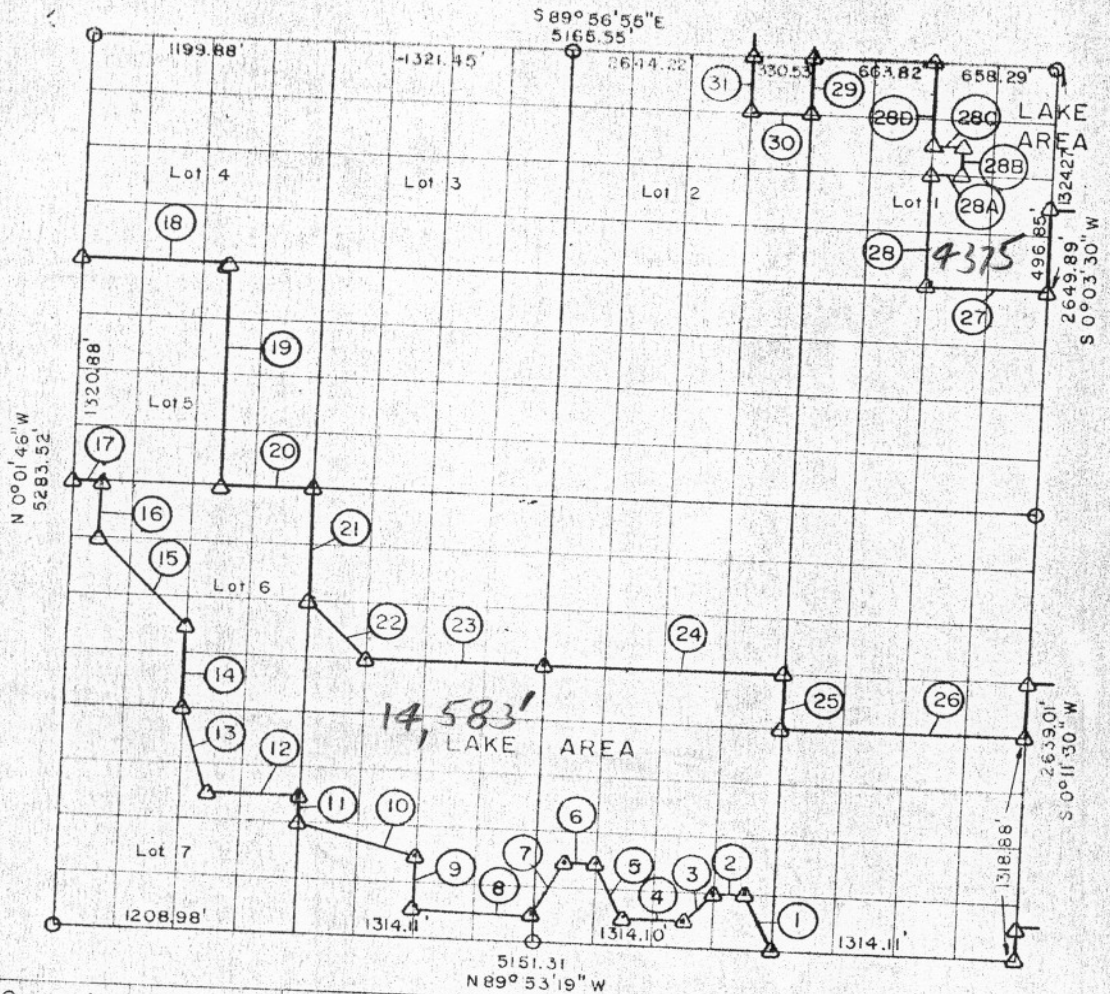 S 89° 56' 56" E
5165.55'
1199.88'
1321.45'
2644.22'
330.53'
663.82'
658.29'
31
29
28D
28C
LAKE
AREA
30
28B
1324.27'
Lot 4
Lot 3
Lot 2
Lot 1
28A
18
28
4375
496.85'
2649.89'
S 0° 03' 30" W
27
19
1320.88'
Lot 5
N 0° 01' 46" W
5283.52'
17
20
16
21
15
Lot 6
22
23
24
14
25
26
13
14,583'
LAKE AREA
12
2639.01'
S 0° 11' 30" W
11
10
6
Lot 7
9
7
5
3
2
1318.88'
8
4
1
1208.98'
1314.11'
1314.10'
1314.11'
5151.31
N 89° 53' 19" W